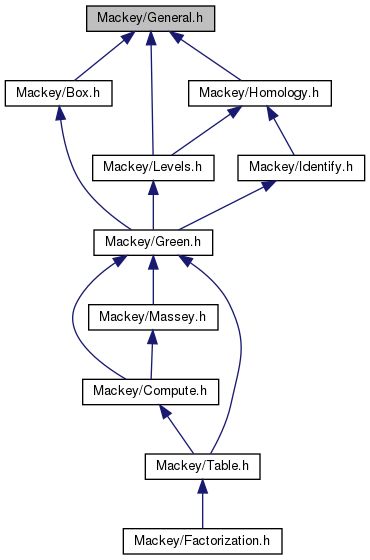 Mackey/General.h
Mackey/Box.h
Mackey/Homology.h
Mackey/Levels.h
Mackey/Identify.h
Mackey/Green.h
Mackey/Massey.h
Mackey/Compute.h
Mackey/Table.h
Mackey/Factorization.h